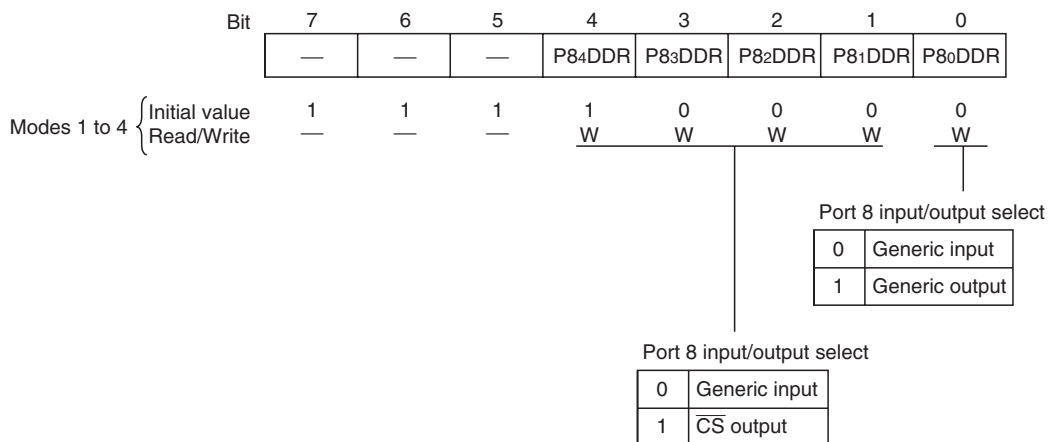 Bit 7 6 5 4 3 2 1 0
— — — P84DDR P83DDR P82DDR P81DDR P80DDR
Modes 1 to 4 { Initial value 1 1 1 1 0 0 0 0
Read/Write — — — W W W W W
Port 8 input/output select
0 Generic input
1 Generic output
Port 8 input/output select
0 Generic input
1 C̅S̅ output